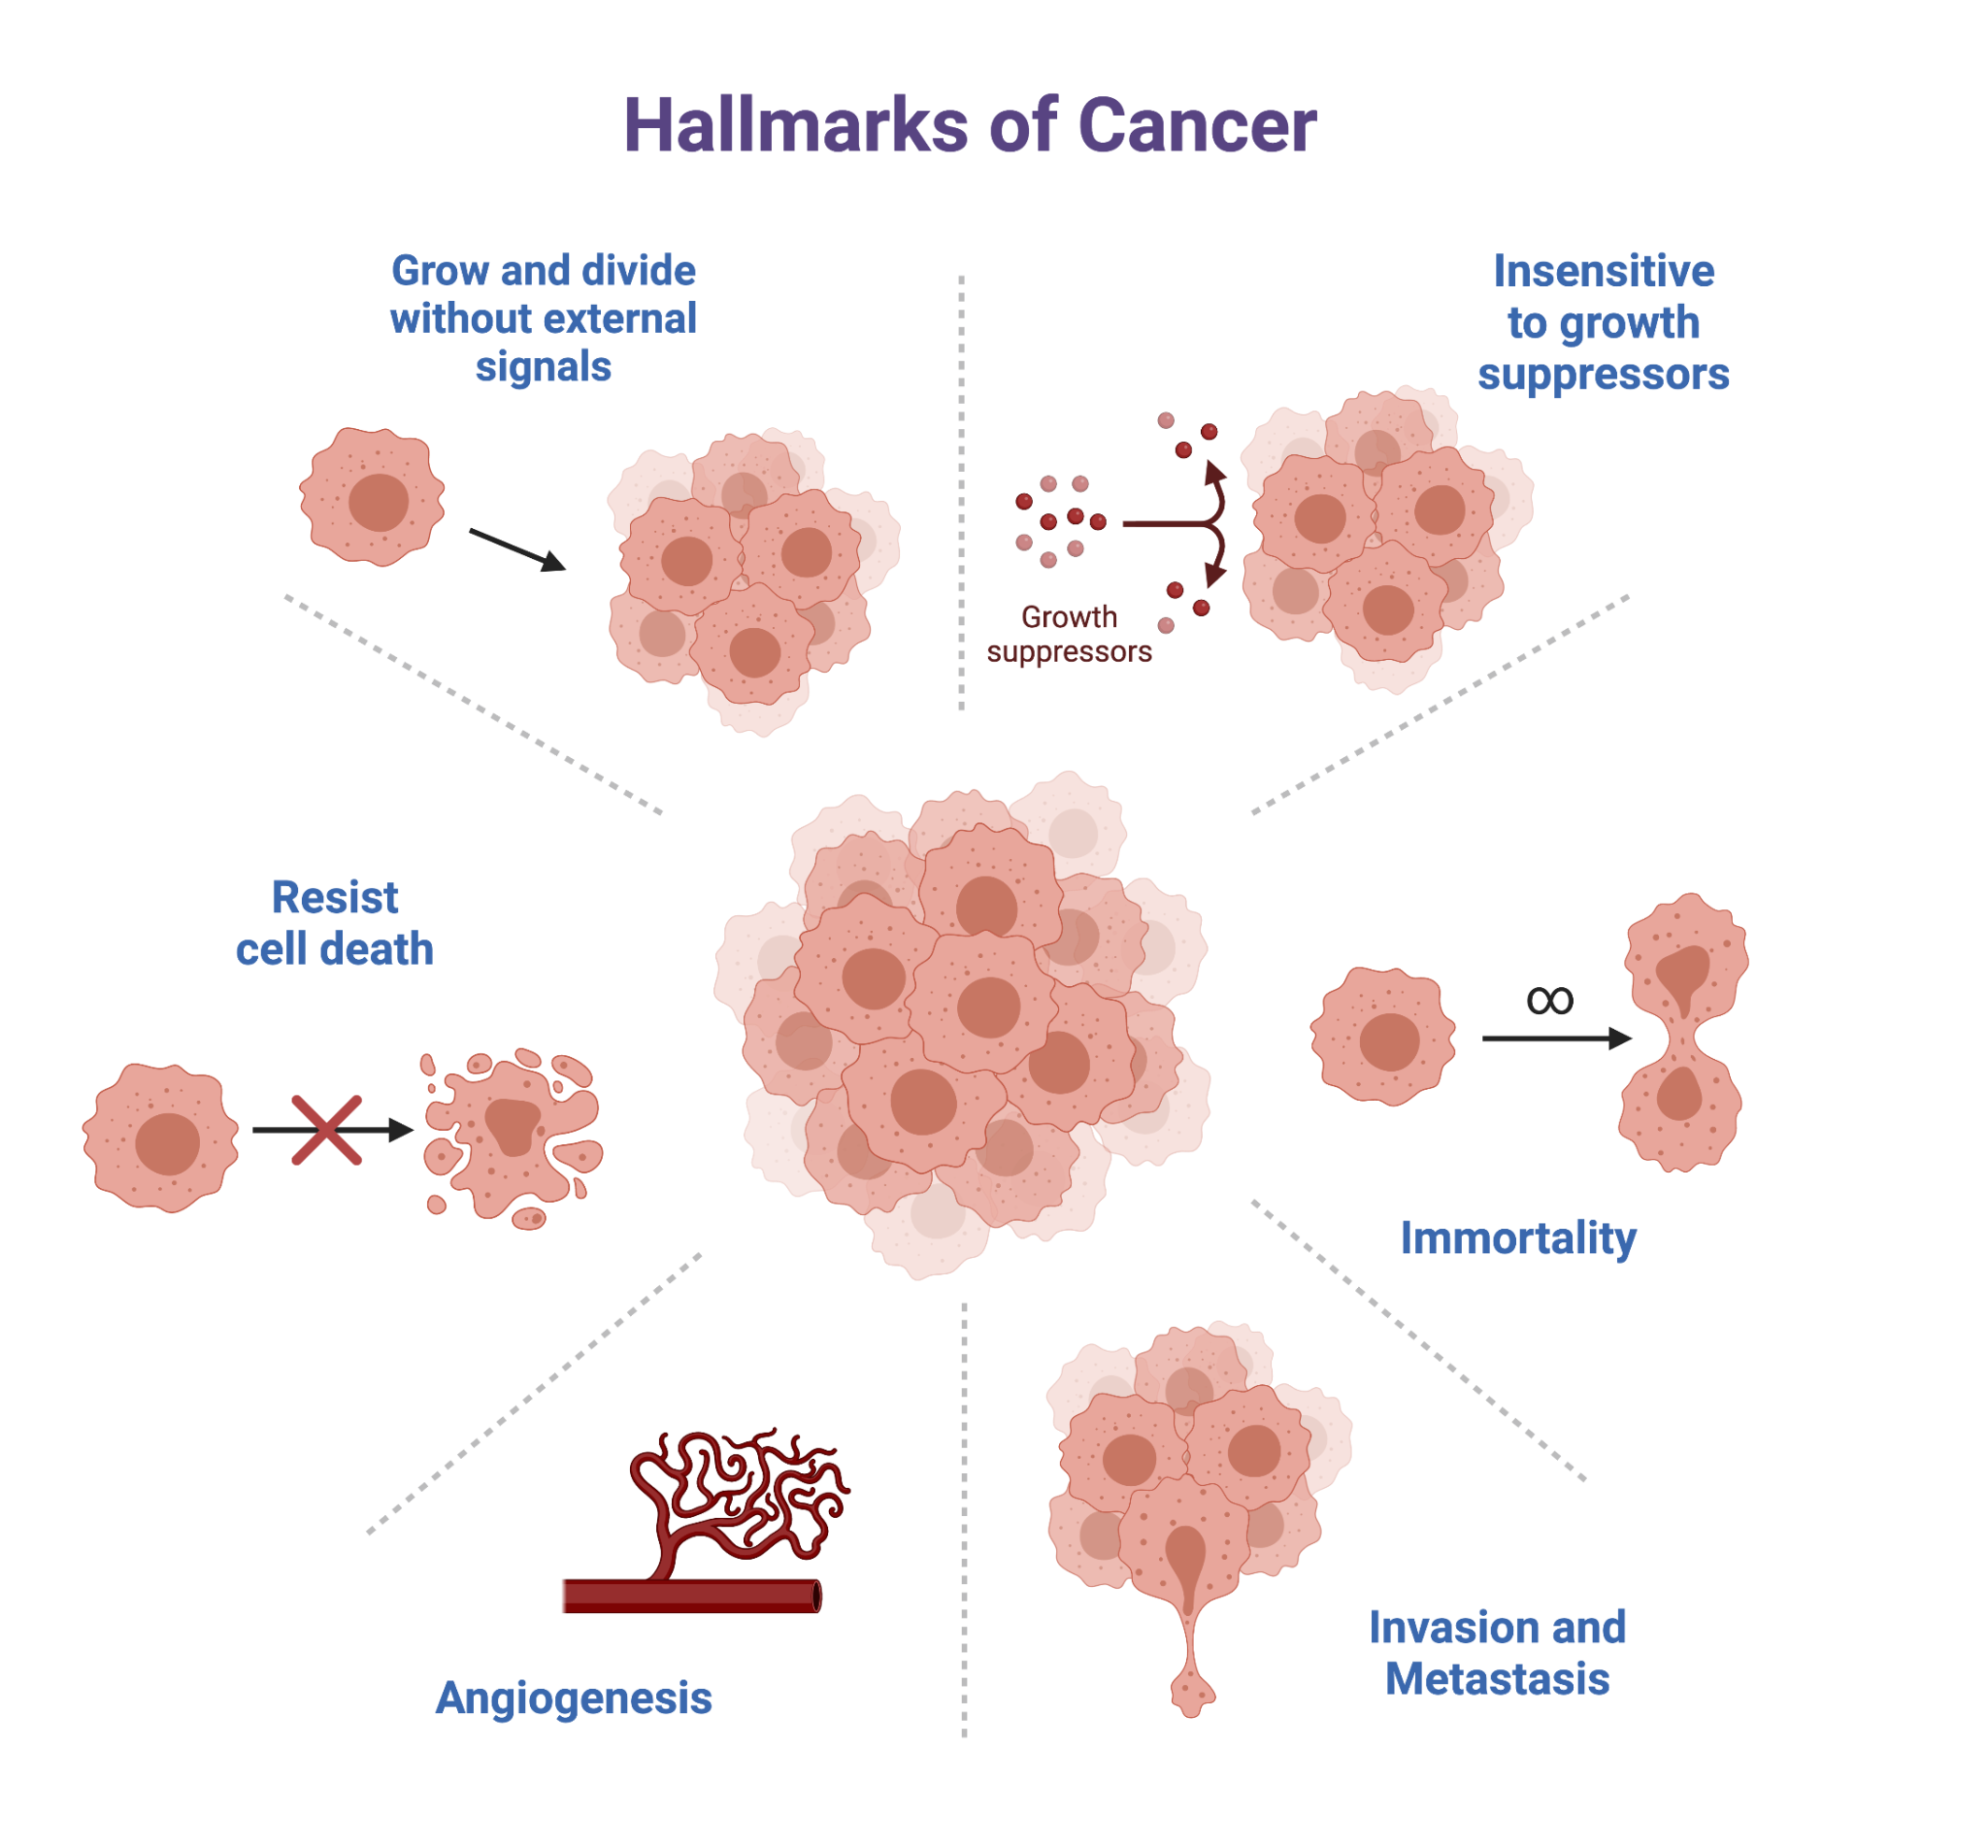 Hallmarks of Cancer
Grow and divide
without external
signals
Insensitive
to growth
suppressors
Growth
suppressors
Resist
cell death
∞
Immortality
Angiogenesis
Invasion and
Metastasis